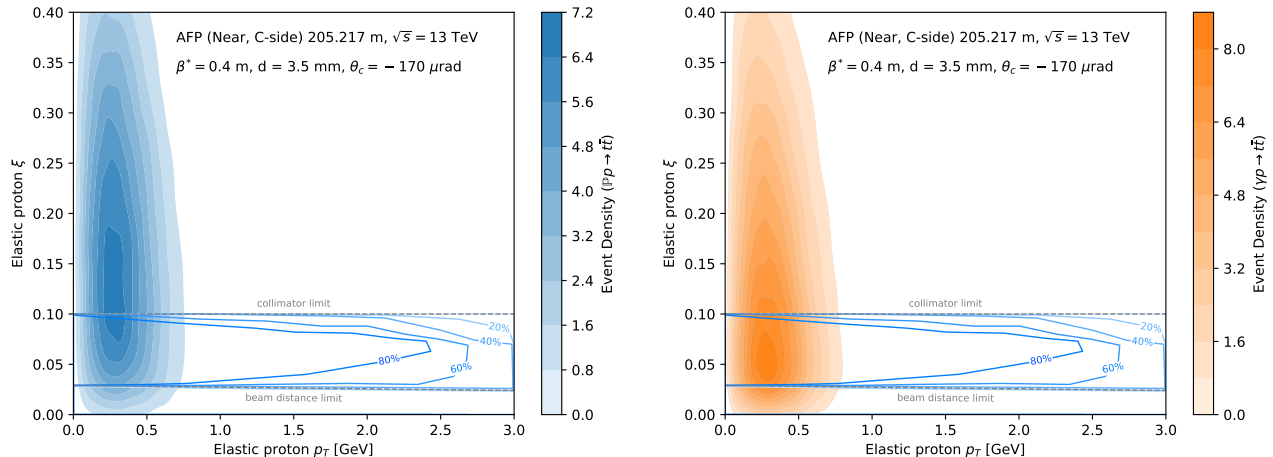 AFP (Near, C-side) 205.217 m, √s = 13 TeV
β* = 0.4 m, d = 3.5 mm, θc = −170 μrad
collimator limit
20%
40%
80%
60%
beam distance limit
0.40
0.35
0.30
0.25
0.20
0.15
0.10
0.05
0.00
Elastic proton ξ
0.0 0.5 1.0 1.5 2.0 2.5 3.0
Elastic proton pT [GeV]
7.2
6.4
5.6
4.8
4.0
3.2
2.4
1.6
0.8
0.0
Event Density (ℙp → tt̄)
AFP (Near, C-side) 205.217 m, √s = 13 TeV
β* = 0.4 m, d = 3.5 mm, θc = −170 μrad
collimator limit
20%
40%
80%
60%
beam distance limit
0.40
0.35
0.30
0.25
0.20
0.15
0.10
0.05
0.00
Elastic proton ξ
0.0 0.5 1.0 1.5 2.0 2.5 3.0
Elastic proton pT [GeV]
8.0
6.4
4.8
3.2
1.6
0.0
Event Density (γp → tt̄)